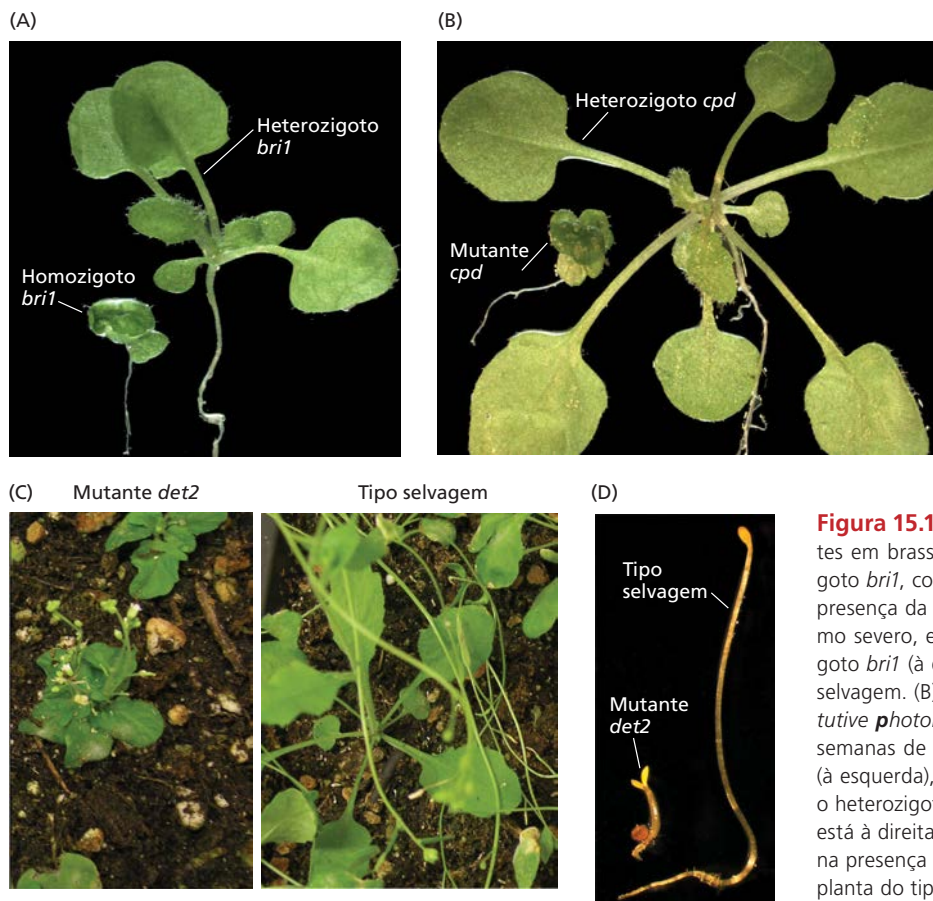 (A)
Heterozigoto
bri1
Homozigoto
bri1
(B)
Heterozigoto cpd
Mutante
cpd
(C) Mutante det2 Tipo selvagem
(D)
Tipo
selvagem
Mutante
det2
Figura 15.1
tes em brass
goto bri1, co
presença da
mo severo, e
goto bri1 (à
selvagem. (B)
tutive photo
semanas de
(à esquerda),
o heterozigot
está à direita
na presença
planta do tip